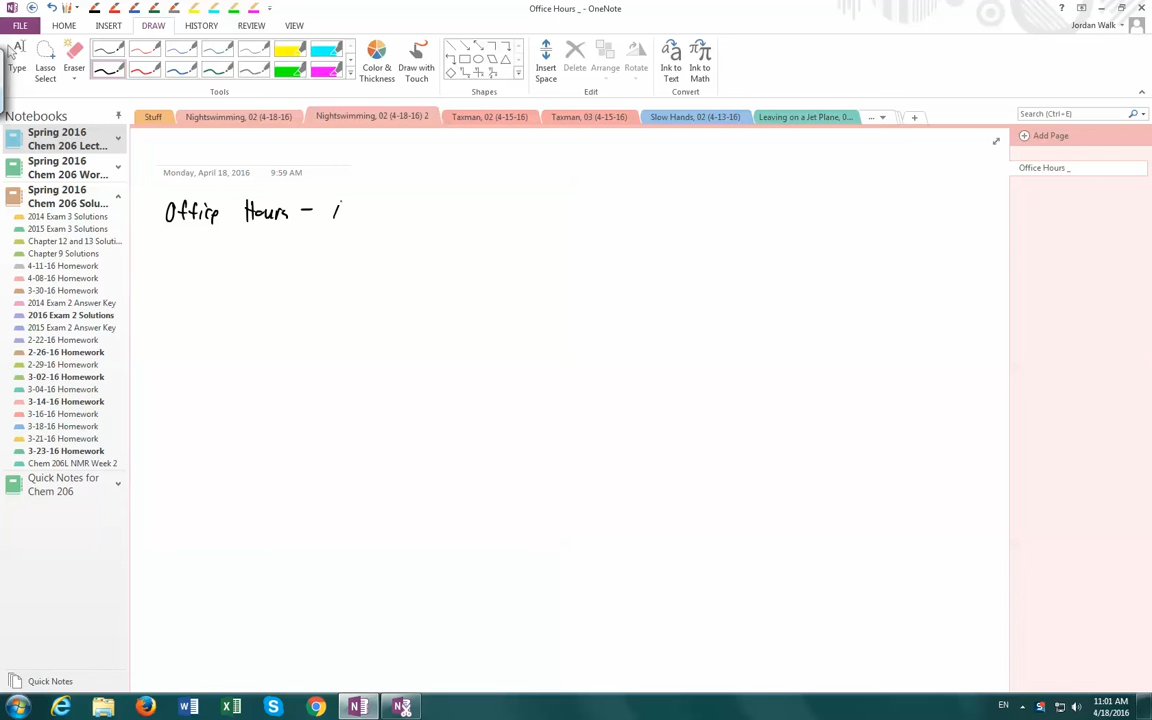 Office Hours _ - OneNote
Jordan Walk
FILE HOME INSERT DRAW HISTORY REVIEW VIEW
Type
Lasso Select
Eraser
Color & Thickness
Draw with Touch
Insert Space
Delete
Arrange
Rotate
Ink to Text
Ink to Math
Tools
Shapes
Edit
Convert
Notebooks
Stuff
Nightswimming, 02 (4-18-16)
Nightswimming, 02 (4-18-16) 2
Taxman, 02 (4-15-16)
Taxman, 03 (4-15-16)
Slow Hands, 02 (4-13-16)
Leaving on a Jet Plane, 0...
...
Search (Ctrl+E)
Spring 2016
Chem 206 Lect...
Spring 2016
Chem 206 Wor...
Spring 2016
Chem 206 Solu...
2014 Exam 3 Solutions
2015 Exam 3 Solutions
Chapter 12 and 13 Soluti...
Chapter 9 Solutions
4-11-16 Homework
4-08-16 Homework
3-30-16 Homework
2014 Exam 2 Answer Key
2016 Exam 2 Solutions
2015 Exam 2 Answer Key
2-22-16 Homework
2-26-16 Homework
2-29-16 Homework
3-02-16 Homework
3-04-16 Homework
3-14-16 Homework
3-16-16 Homework
3-18-16 Homework
3-21-16 Homework
3-23-16 Homework
Chem 206L NMR Week 2
Quick Notes for
Chem 206
Quick Notes
Monday, April 18, 2016 9:59 AM
Office Hours - i
Add Page
Office Hours _
EN
11:01 AM
4/18/2016